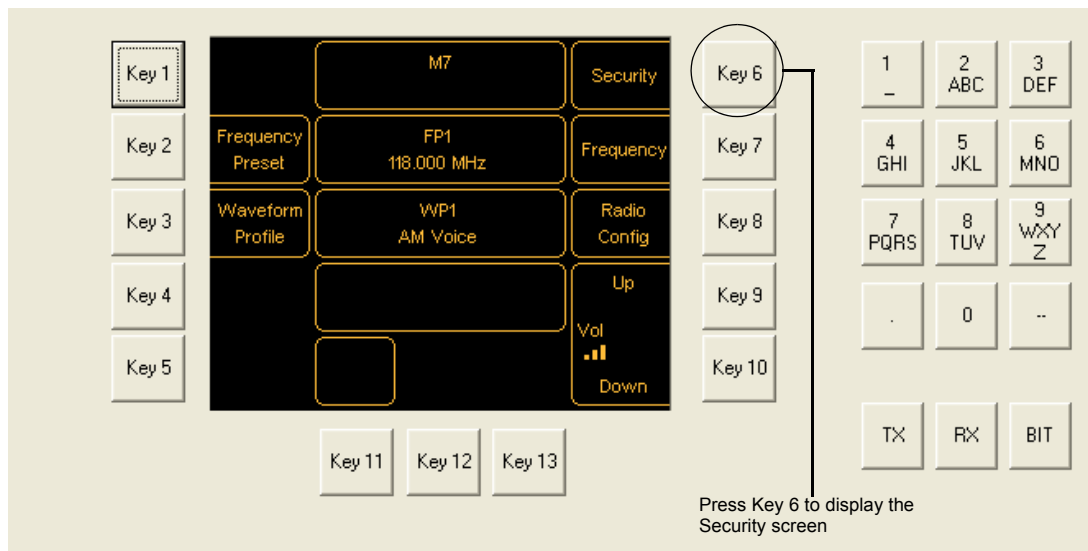 Key 1
M7
Security
Key 6
1
_
2
ABC
3
DEF
Key 2
Frequency
Preset
FP1
118.000 MHz
Frequency
Key 7
4
GHI
5
JKL
6
MNO
Key 3
Waveform
Profile
WP1
AM Voice
Radio
Config
Key 8
7
PQRS
8
TUV
9
WXY
Z
Key 4
Up
Key 9
.
0
--
Vol
Key 5
Down
Key 10
TX
RX
BIT
Key 11
Key 12
Key 13
Press Key 6 to display the
Security screen